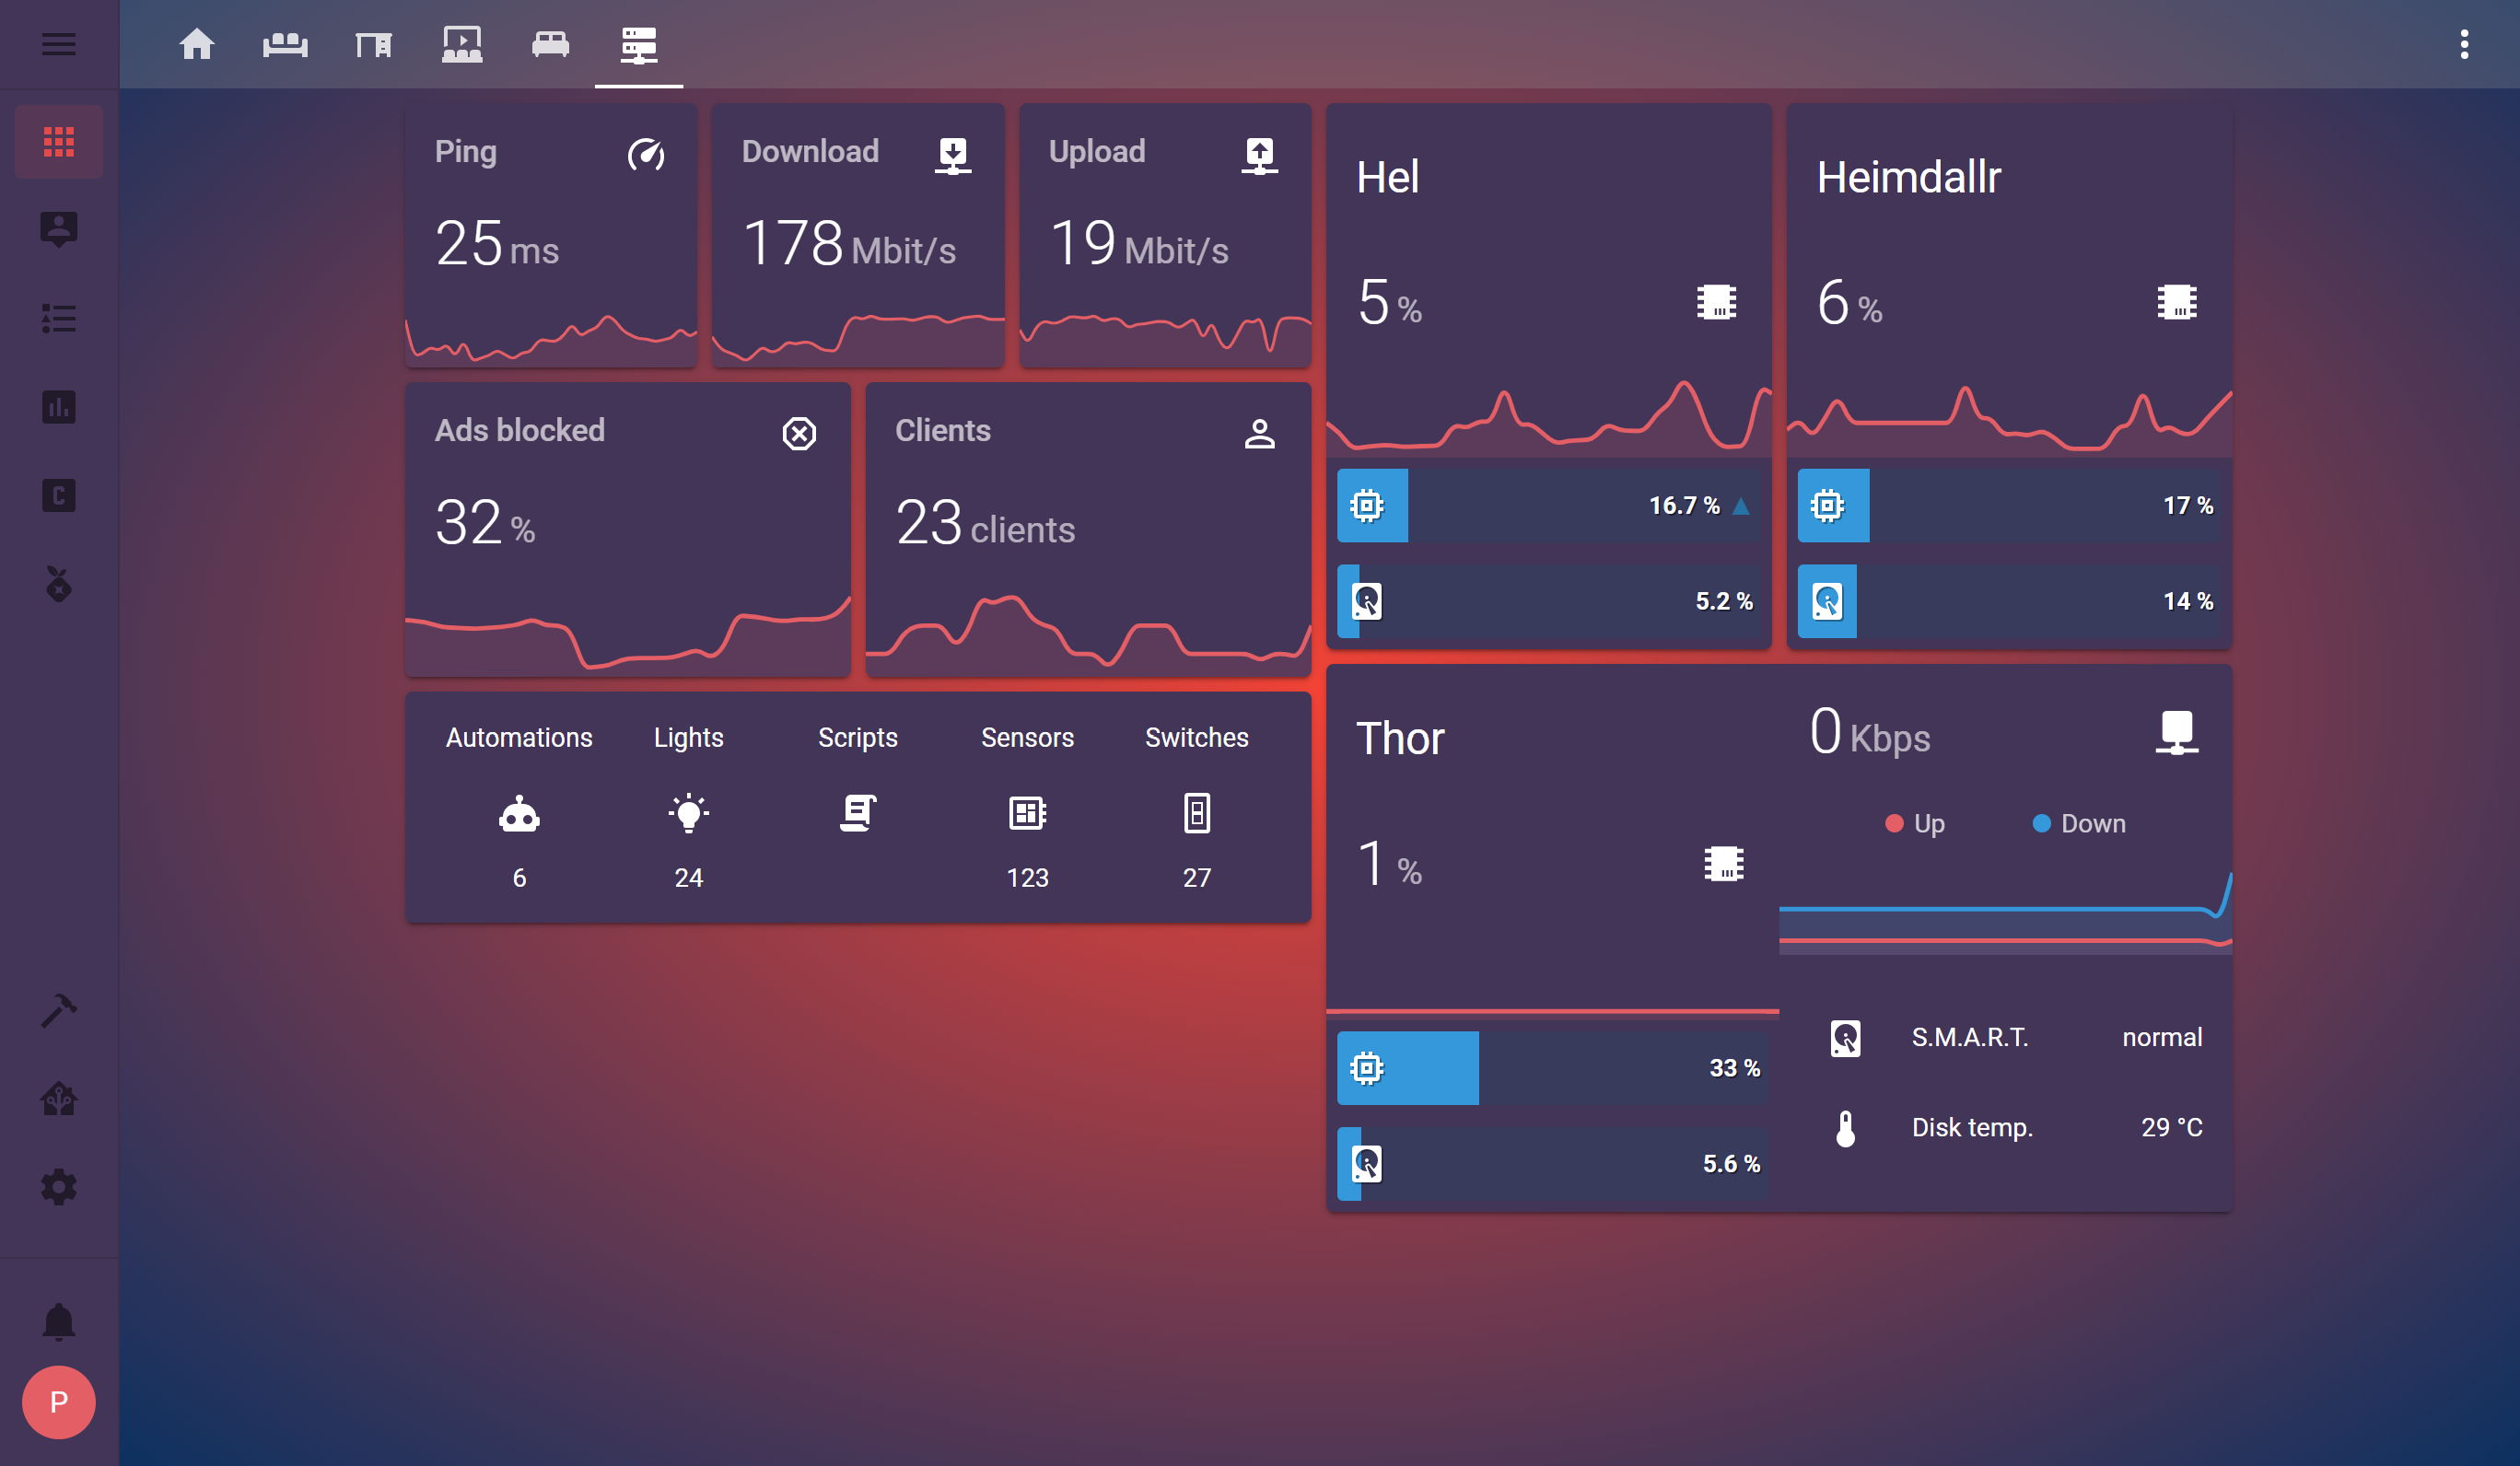 Ping
25 ms
Download
178 Mbit/s
Upload
19 Mbit/s
Hel
5 %
16.7 %
5.2 %
Heimdallr
6 %
17 %
14 %
Ads blocked
32 %
Clients
23 clients
Automations Lights Scripts Sensors Switches
6 24 123 27
Thor
1 %
33 %
5.6 %
0 Kbps
Up Down
S.M.A.R.T. normal
Disk temp. 29 °C
C
P